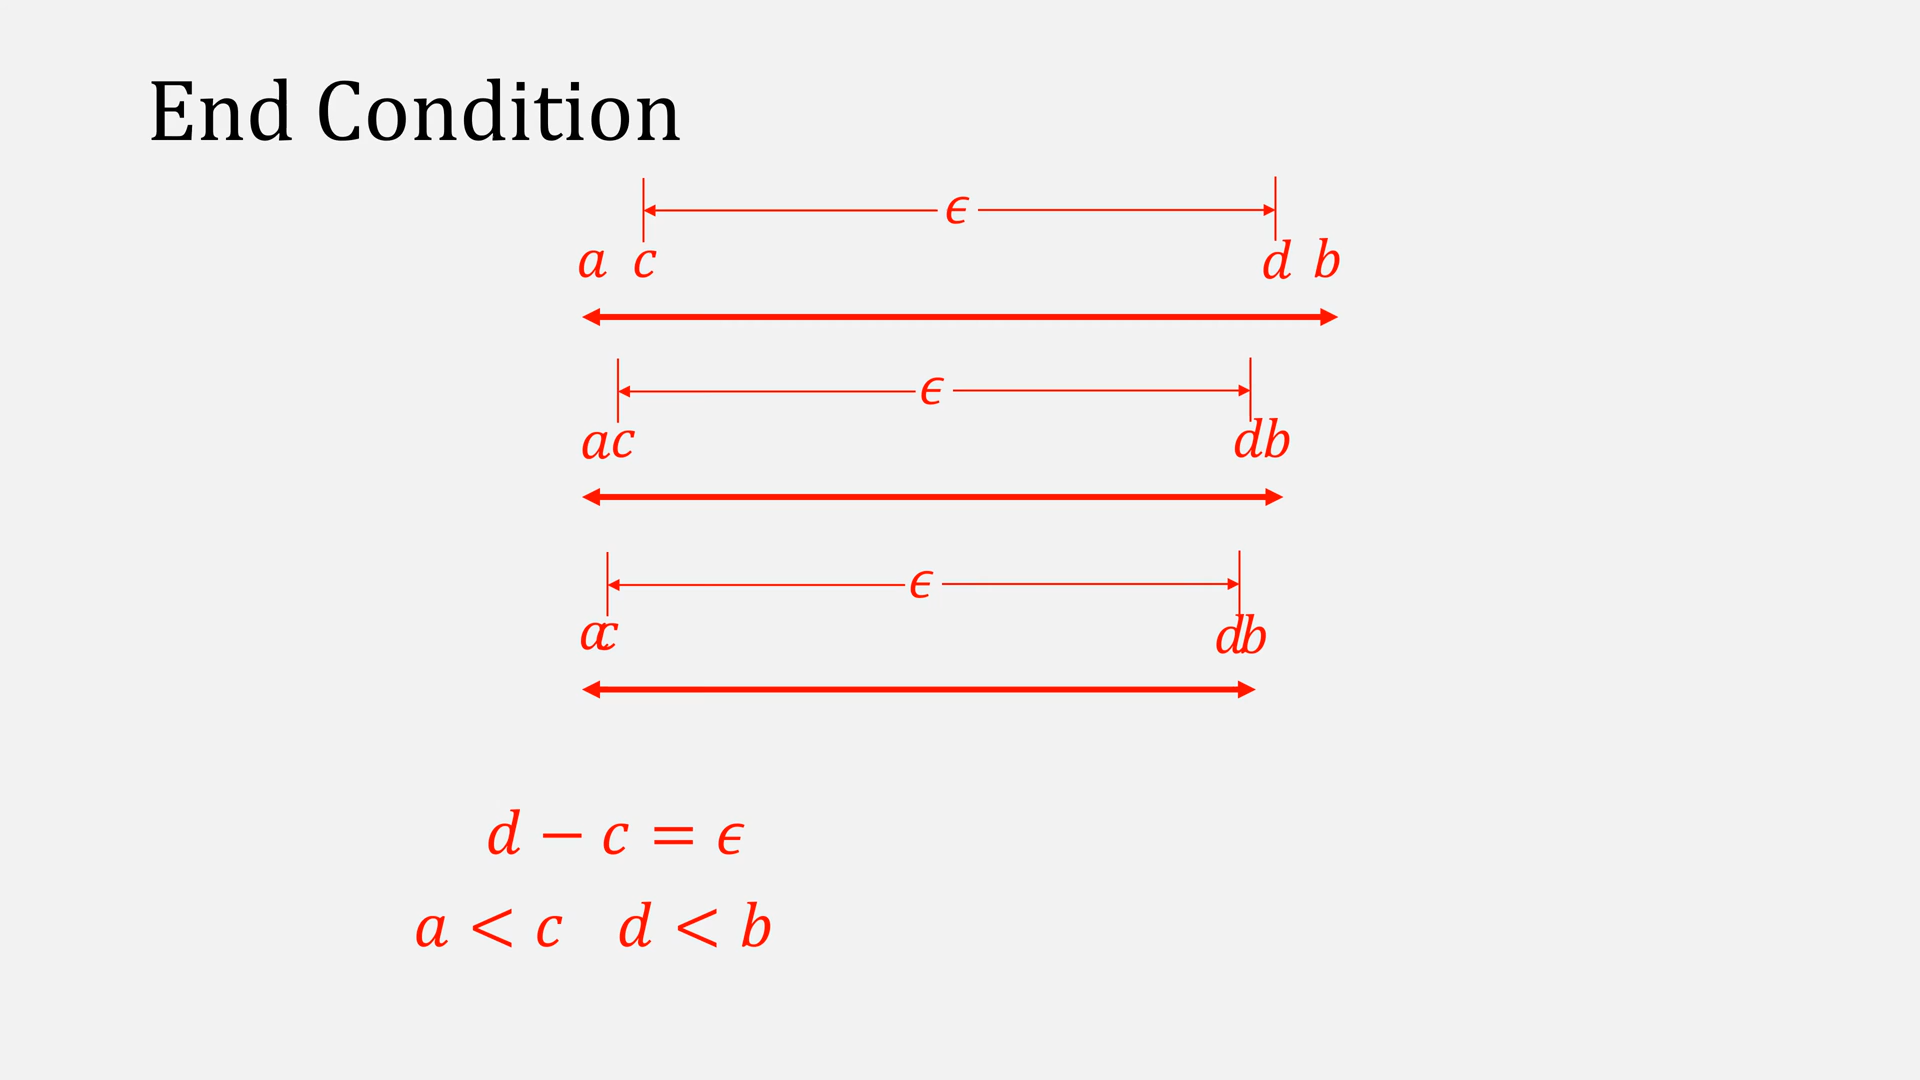 End Condition
ϵ
a c d b
ϵ
ac db
ϵ
ac db
d − c = ϵ
a < c d < b